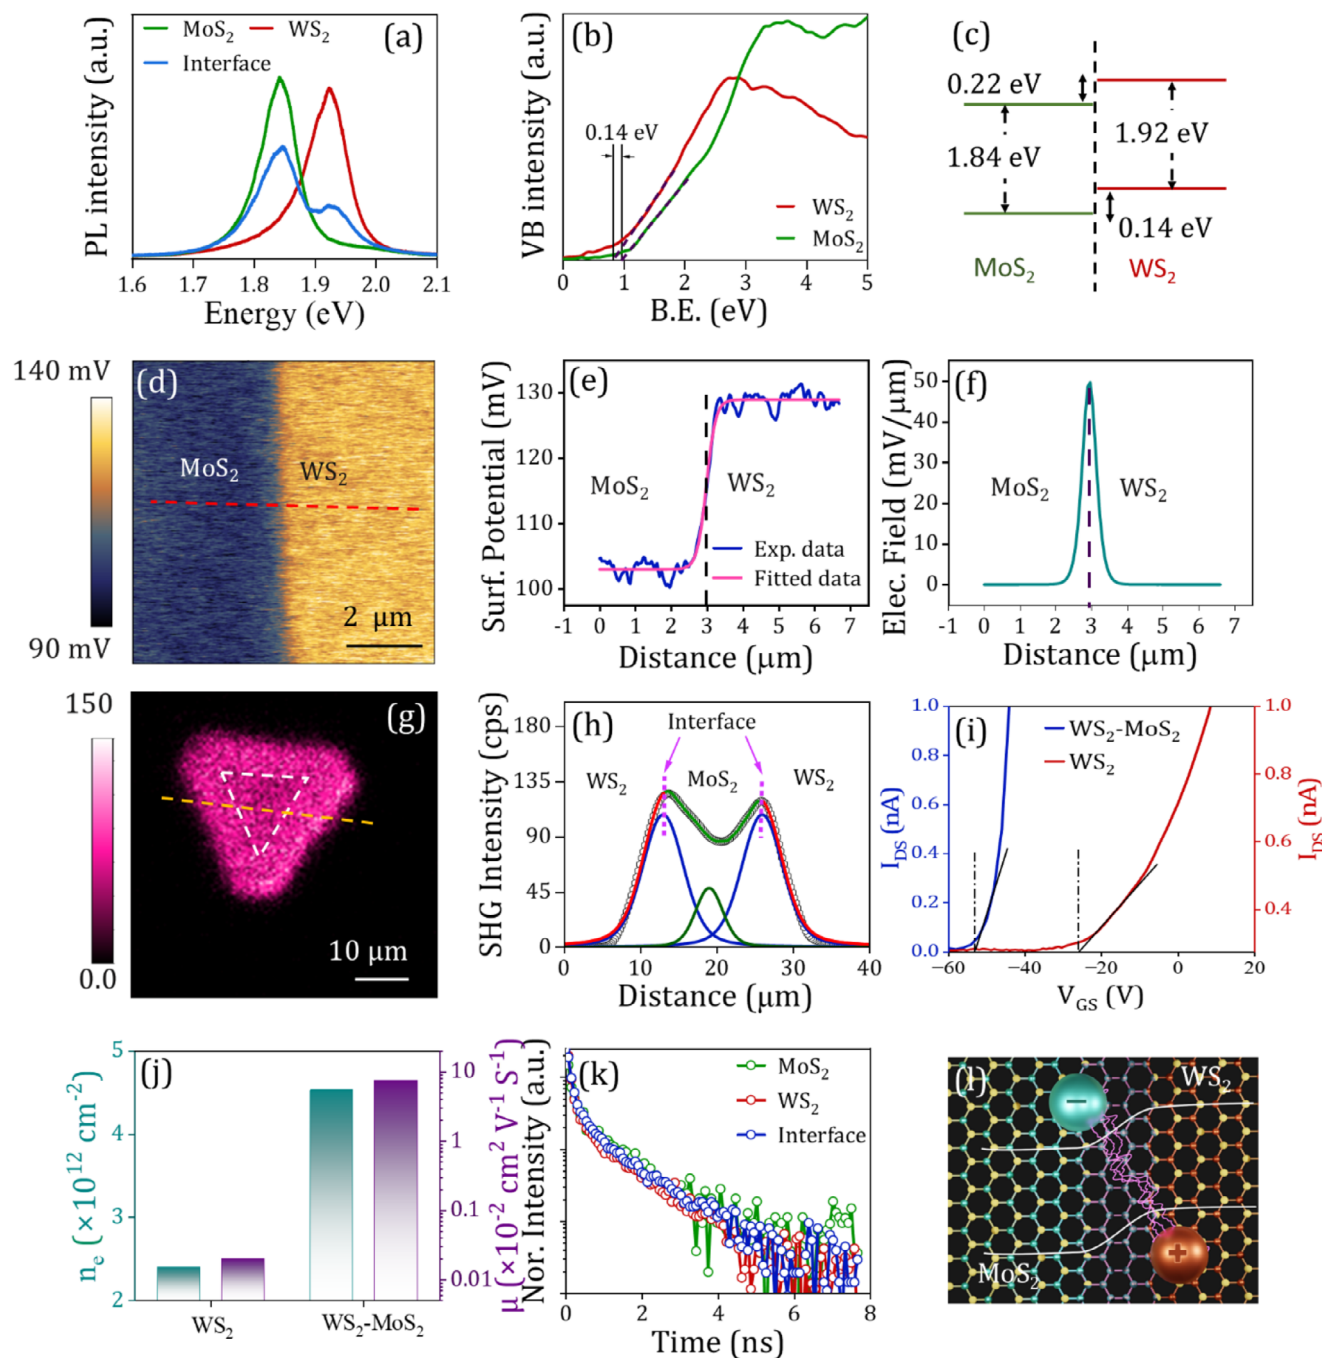 MoS₂ WS₂ (a)
Interface
PL intensity (a.u.)
1.6 1.7 1.8 1.9 2.0 2.1
Energy (eV)
(b)
VB intensity (a.u.)
0.14 eV
WS₂
MoS₂
0 1 2 3 4 5
B.E. (eV)
(c)
0.22 eV
1.92 eV
1.84 eV
0.14 eV
MoS₂ WS₂
140 mV
90 mV
(d)
MoS₂ WS₂
2 μm
(e)
Surf. Potential (mV)
130
120
110
100
MoS₂ WS₂
Exp. data
Fitted data
-1 0 1 2 3 4 5 6 7
Distance (μm)
(f)
Elec. Field (mV/μm)
50
40
30
20
10
0
MoS₂ WS₂
-1 0 1 2 3 4 5 6 7
Distance (μm)
150
0.0
(g)
10 μm
(h)
SHG Intensity (cps)
180
135
90
45
0
Interface
WS₂ MoS₂ WS₂
0 10 20 30 40
Distance (μm)
(i)
WS₂-MoS₂
WS₂
I_DS (nA)
1.0
0.8
0.6
0.4
0.2
0.0
I_DS (nA)
1.0
0.8
0.6
0.4
−60 −40 −20 0 20
V_GS (V)
(j)
n_e (×10¹² cm⁻²)
5
4
3
2
μ (×10⁻² cm² V⁻¹ S⁻¹)
10
1
0.1
0.01
WS₂ WS₂-MoS₂
(k)
Nor. Intensity (a.u.)
MoS₂
WS₂
Interface
0 2 4 6 8
Time (ns)
(l)
WS₂
−
+
MoS₂